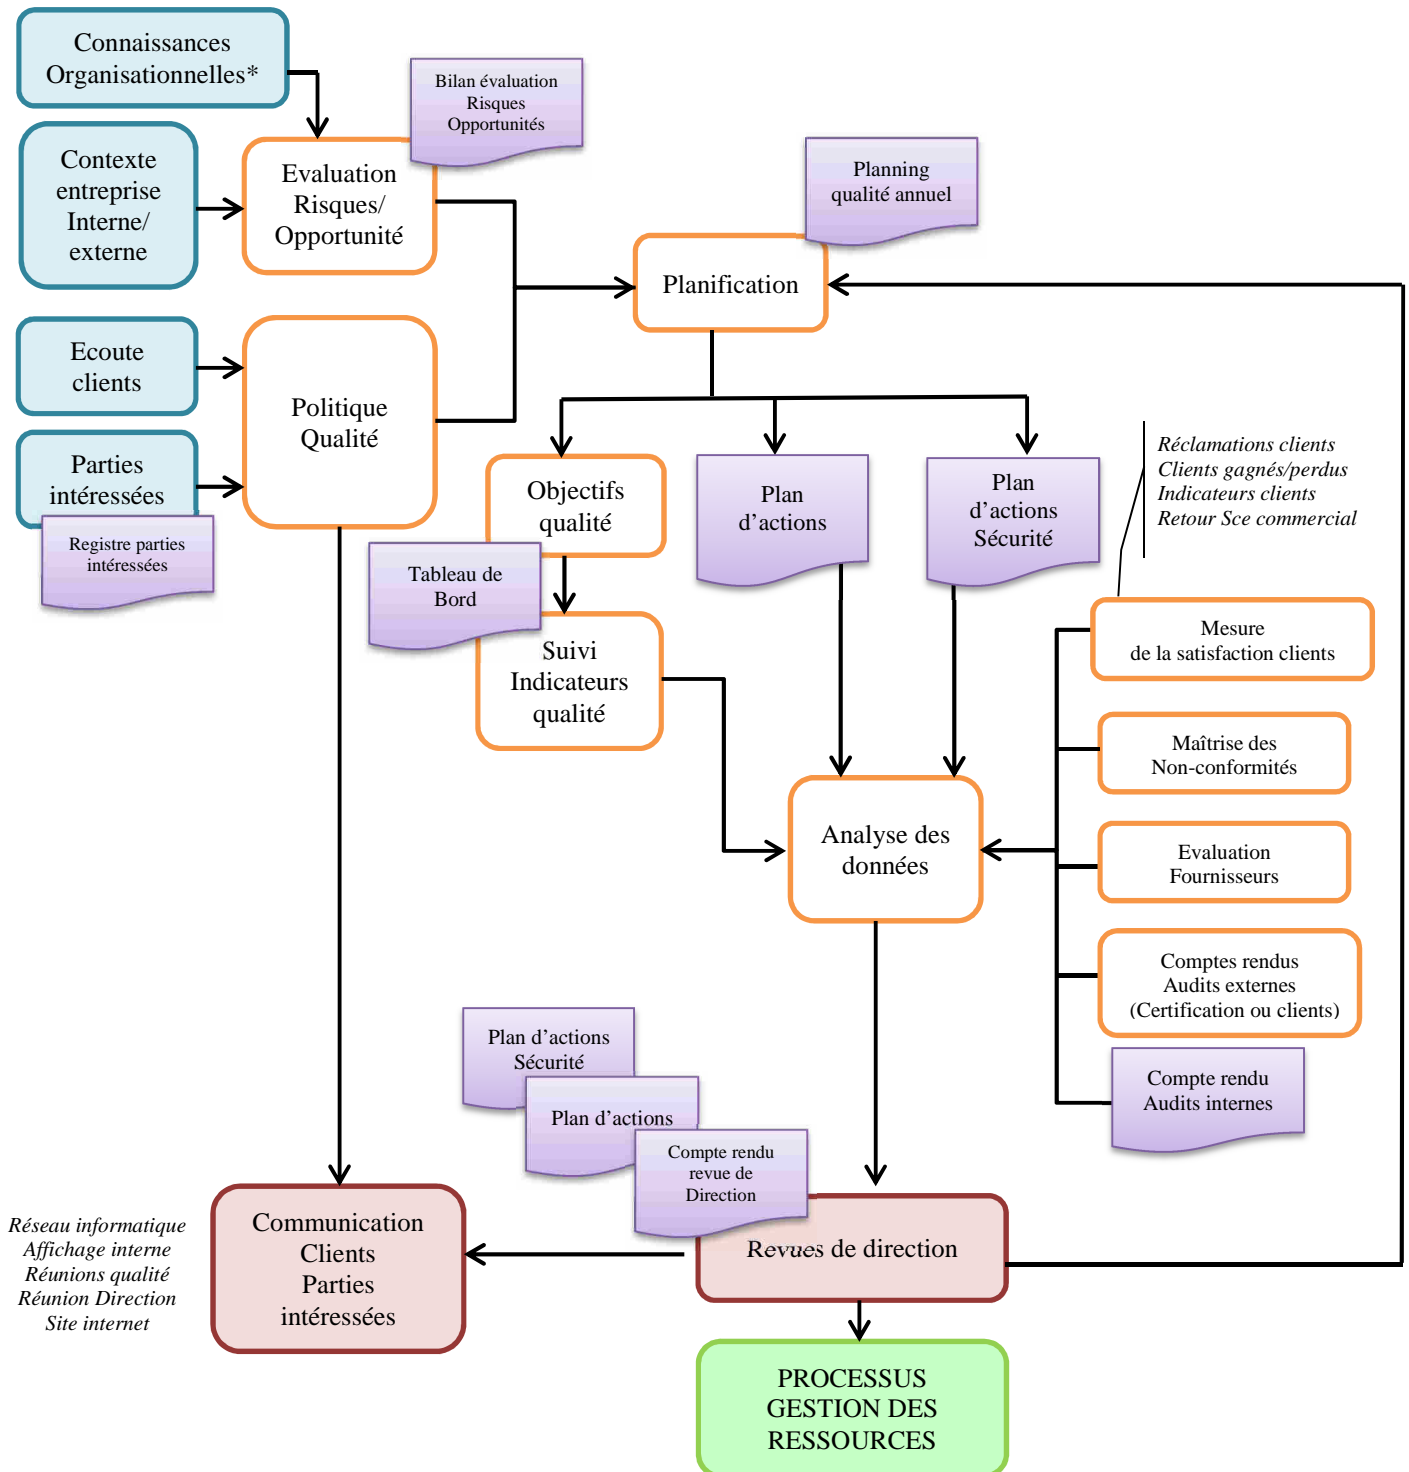 Connaissances
Organisationnelles*
Bilan évaluation
Risques
Opportunités
Contexte
entreprise
Interne/
externe
Evaluation
Risques/
Opportunité
Planning
qualité annuel
Planification
Ecoute
clients
Politique
Qualité
Parties
intéressées
Registre parties
intéressées
Objectifs
qualité
Plan
d’actions
Plan
d’actions
Sécurité
Réclamations clients
Clients gagnés/perdus
Indicateurs clients
Retour Sce commercial
Tableau de
Bord
Suivi
Indicateurs
qualité
Mesure
de la satisfaction clients
Maîtrise des
Non-conformités
Analyse des
données
Evaluation
Fournisseurs
Comptes rendus
Audits externes
(Certification ou clients)
Compte rendu
Audits internes
Plan d’actions
Sécurité
Plan d’actions
Compte rendu
revue de
Direction
Réseau informatique
Affichage interne
Réunions qualité
Réunion Direction
Site internet
Communication
Clients
Parties
intéressées
Revues de direction
PROCESSUS
GESTION DES
RESSOURCES